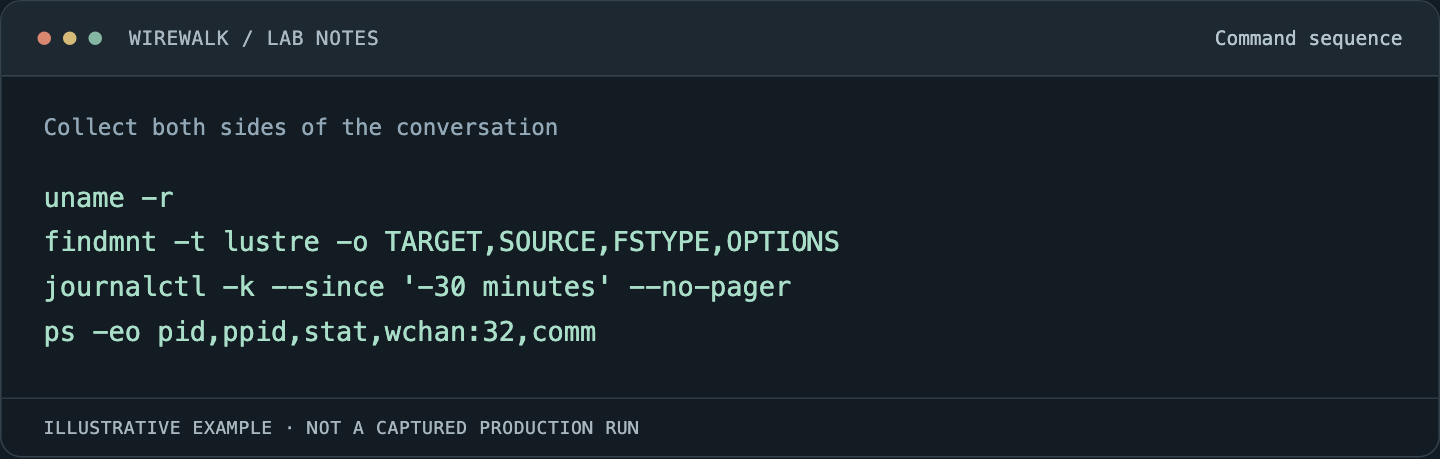 WIREWALK / LAB NOTES
Command sequence
Collect both sides of the conversation
uname -r
findmnt -t lustre -o TARGET,SOURCE,FSTYPE,OPTIONS
journalctl -k --since '-30 minutes' --no-pager
ps -eo pid,ppid,stat,wchan:32,comm
ILLUSTRATIVE EXAMPLE · NOT A CAPTURED PRODUCTION RUN